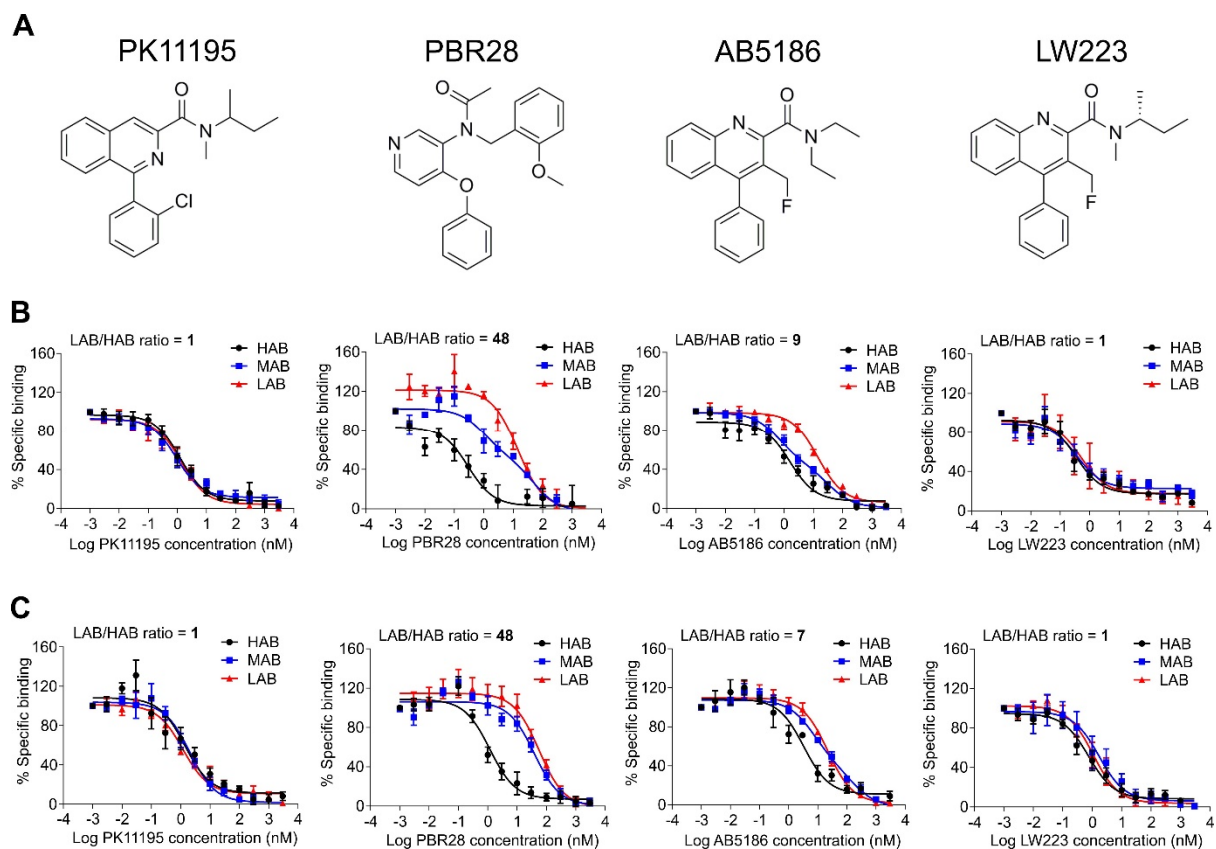 A
PK11195 PBR28 AB5186 LW223
O N N Cl
O N N O O
N O N F
N O N F
B
LAB/HAB ratio = 1 LAB/HAB ratio = 48 LAB/HAB ratio = 9 LAB/HAB ratio = 1
HAB MAB LAB HAB MAB LAB HAB MAB LAB HAB MAB LAB
% Specific binding % Specific binding % Specific binding % Specific binding
160 120 80 40 0 160 120 80 40 0 160 120 80 40 0 160 120 80 40 0
-4 -3 -2 -1 0 1 2 3 4 -4 -3 -2 -1 0 1 2 3 4 -4 -3 -2 -1 0 1 2 3 4 -4 -3 -2 -1 0 1 2 3 4
Log PK11195 concentration (nM) Log PBR28 concentration (nM) Log AB5186 concentration (nM) Log LW223 concentration (nM)
C
LAB/HAB ratio = 1 LAB/HAB ratio = 48 LAB/HAB ratio = 7 LAB/HAB ratio = 1
HAB MAB LAB HAB MAB LAB HAB MAB LAB HAB MAB LAB
% Specific binding % Specific binding % Specific binding % Specific binding
160 120 80 40 0 160 120 80 40 0 160 120 80 40 0 160 120 80 40 0
-4 -3 -2 -1 0 1 2 3 4 -4 -3 -2 -1 0 1 2 3 4 -4 -3 -2 -1 0 1 2 3 4 -4 -3 -2 -1 0 1 2 3 4
Log PK11195 concentration (nM) Log PBR28 concentration (nM) Log AB5186 concentration (nM) Log LW223 concentration (nM)